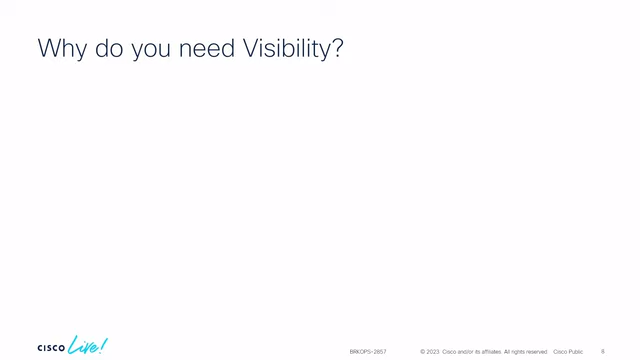 Why do you need Visibility?
CISCO Live!
BRKOPS-2857 © 2023 Cisco and/or its affiliates. All rights reserved. Cisco Public 8